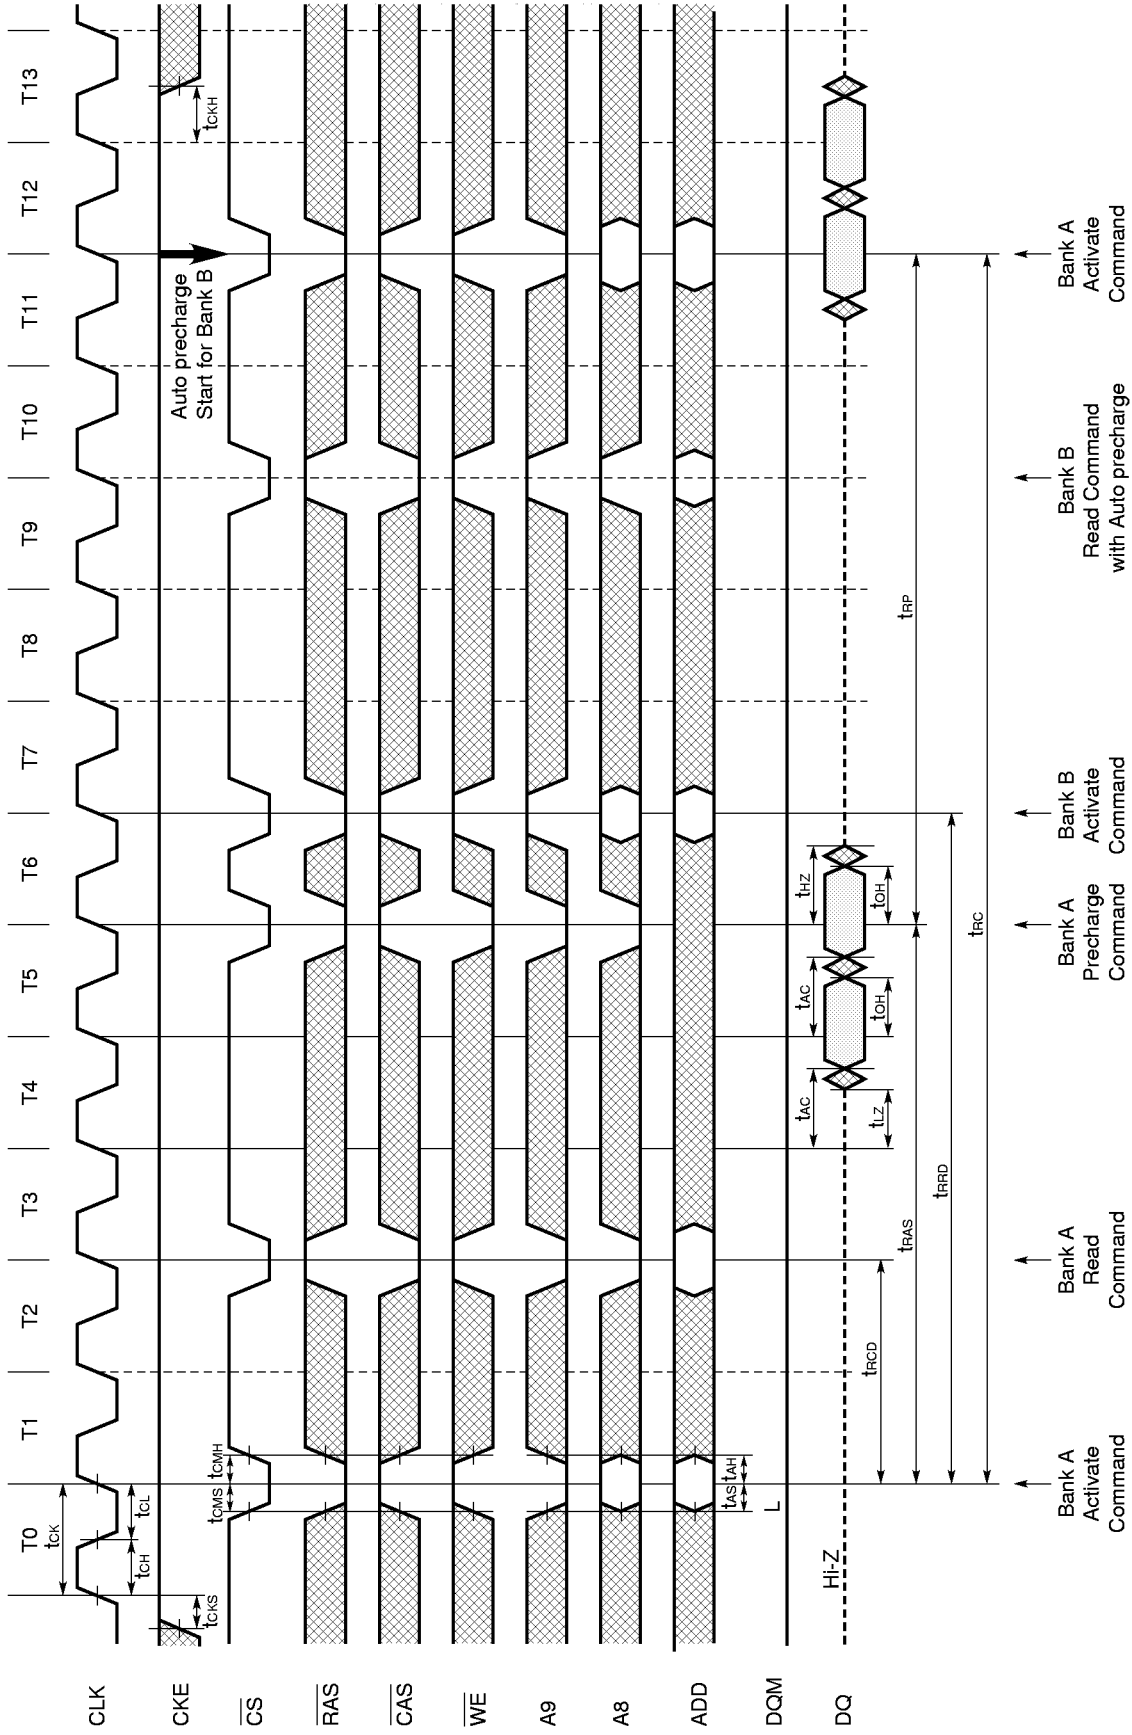 T0
T1
T2
T3
T4
T5
T6
T7
T8
T9
T10
T11
T12
T13
CLK
tCK
tCH
tCL
CKE
tCKS
tCKH
Auto precharge
Start for Bank B
CS
tCMS
tCMH
RAS
CAS
WE
A9
A8
ADD
tAS
tAH
DQM
L
DQ
Hi-Z
tAC
tLZ
tAC
tOH
tHZ
tOH
tRCD
tRAS
tRP
tRRD
tRC
Bank A
Activate
Command
Bank A
Read
Command
Bank A
Precharge
Command
Bank B
Activate
Command
Bank B
Read Command
with Auto precharge
Bank A
Activate
Command